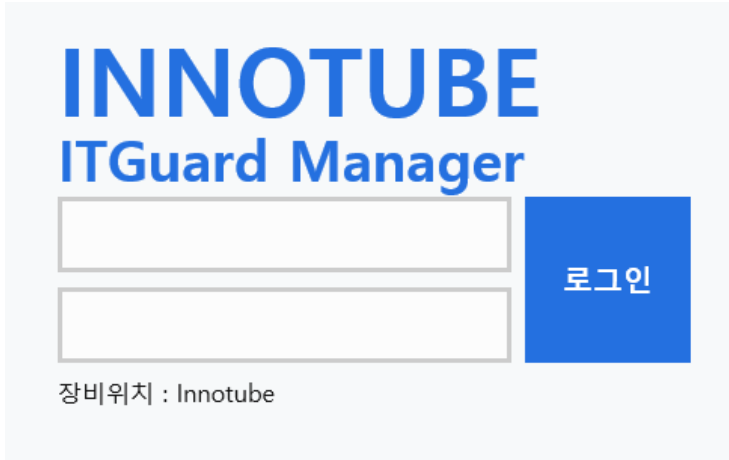 INNOTUBE
ITGuard Manager
로그인
장비위치 : Innotube